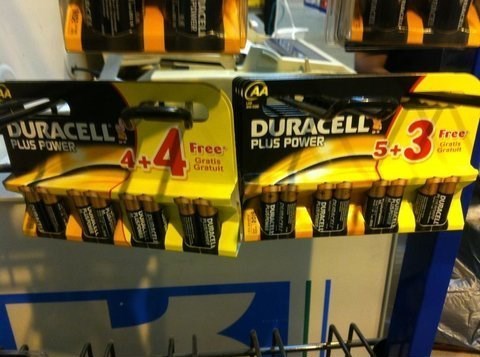 AA
DURACELL
PLUS POWER
4+4
Free
Gratis
Gratuit
AA
DURACELL
PLUS POWER
5+3
Free
Gratis
Gratuit